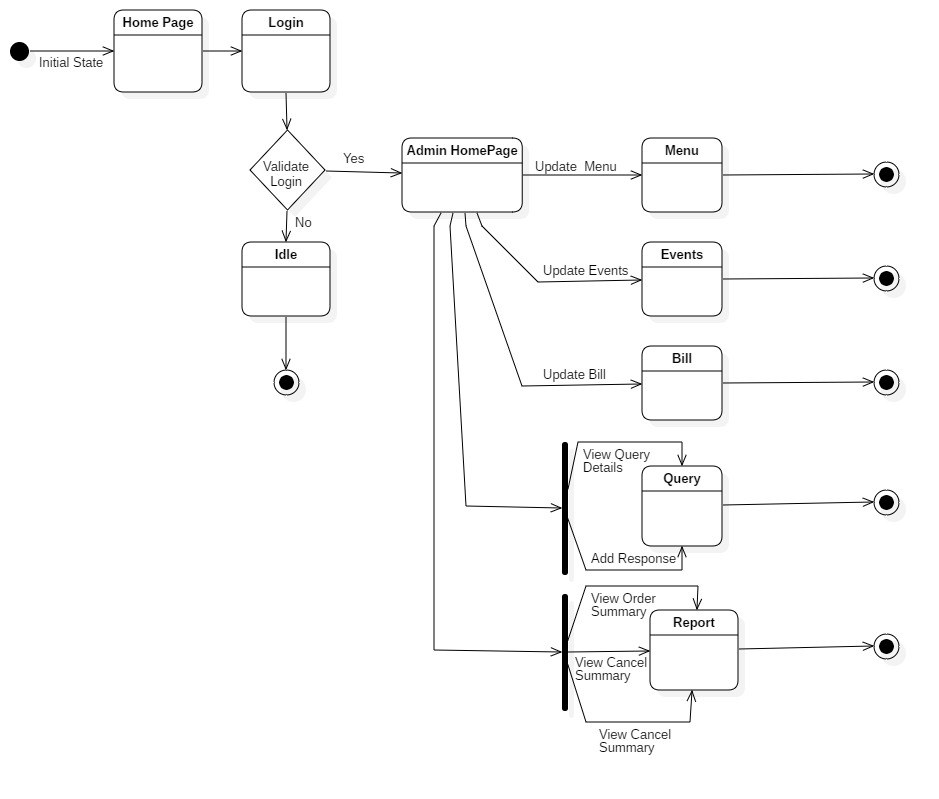 Home Page
Login
Initial State
Validate
Login
Yes
No
Idle
Admin HomePage
Update  Menu
Menu
Update Events
Events
Update Bill
Bill
View Query
Details
Query
Add Response
View Order
Summary
Report
View Cancel
Summary
View Cancel
Summary